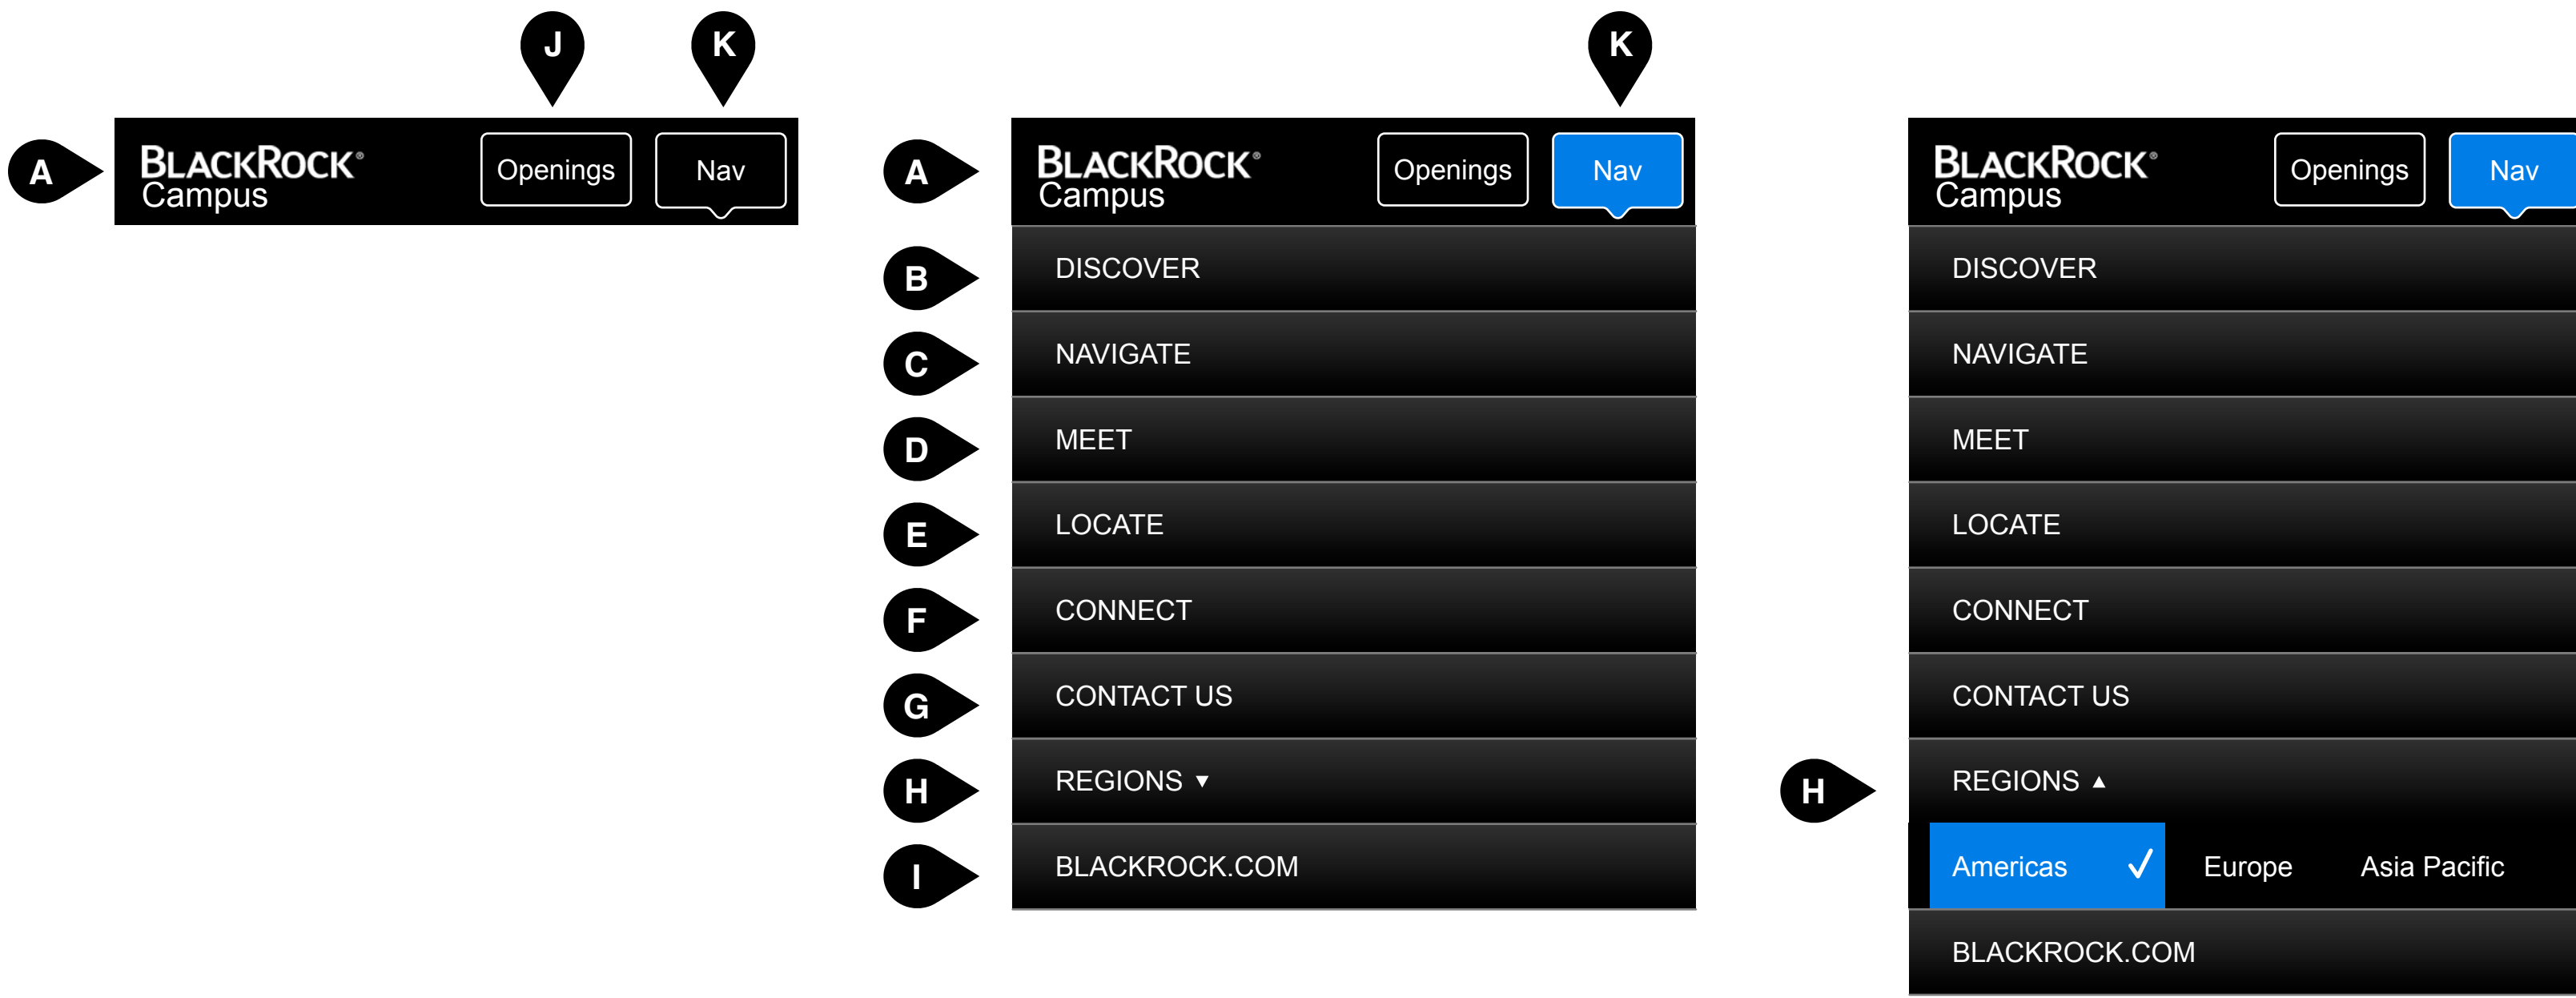 J
K
A
BLACKROCK®
Campus
Openings
Nav
K
A
BLACKROCK®
Campus
Openings
Nav
B
DISCOVER
C
NAVIGATE
D
MEET
E
LOCATE
F
CONNECT
G
CONTACT US
H
REGIONS ▼
I
BLACKROCK.COM
BLACKROCK®
Campus
Openings
Nav
DISCOVER
NAVIGATE
MEET
LOCATE
CONNECT
CONTACT US
H
REGIONS ▲
Americas ✓ Europe Asia Pacific
BLACKROCK.COM